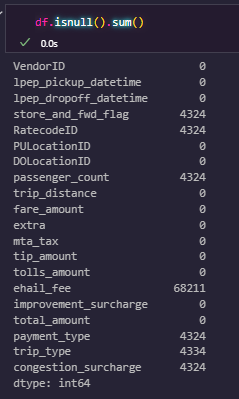 df.isnull().sum()
0.0s
VendorID 0
lpep_pickup_datetime 0
lpep_dropoff_datetime 0
store_and_fwd_flag 4324
RatecodeID 4324
PULocationID 0
DOLocationID 0
passenger_count 4324
trip_distance 0
fare_amount 0
extra 0
mta_tax 0
tip_amount 0
tolls_amount 0
ehail_fee 68211
improvement_surcharge 0
total_amount 0
payment_type 4324
trip_type 4334
congestion_surcharge 4324
dtype: int64